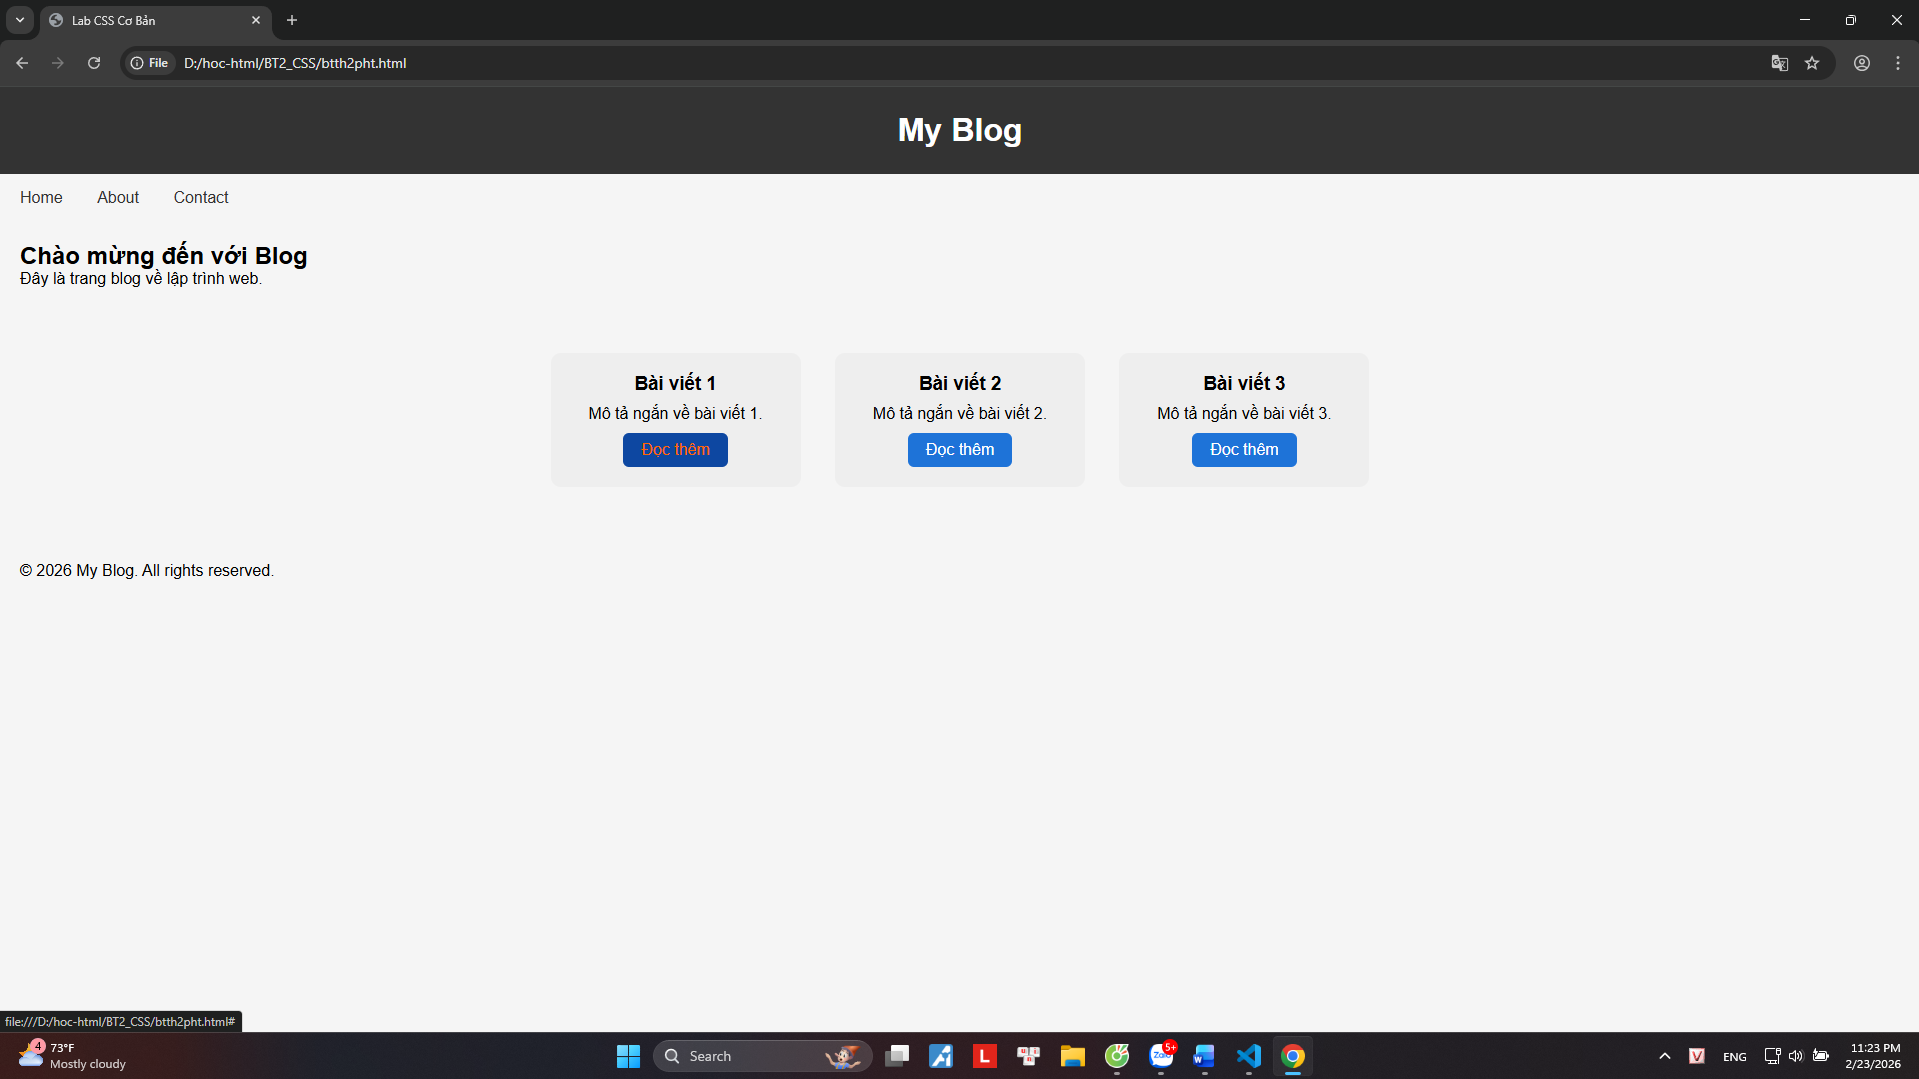 Lab CSS Cơ Bản
File D:/hoc-html/BT2_CSS/btth2pht.html
My Blog
Home About Contact
Chào mừng đến với Blog
Đây là trang blog về lập trình web.
Bài viết 1
Mô tả ngắn về bài viết 1.
Đọc thêm
Bài viết 2
Mô tả ngắn về bài viết 2.
Đọc thêm
Bài viết 3
Mô tả ngắn về bài viết 3.
Đọc thêm
© 2026 My Blog. All rights reserved.
file:///D:/hoc-html/BT2_CSS/btth2pht.html#
4
73°F
Mostly cloudy
Search
L
Zalo
5+
W
V
ENG
11:23 PM
2/23/2026